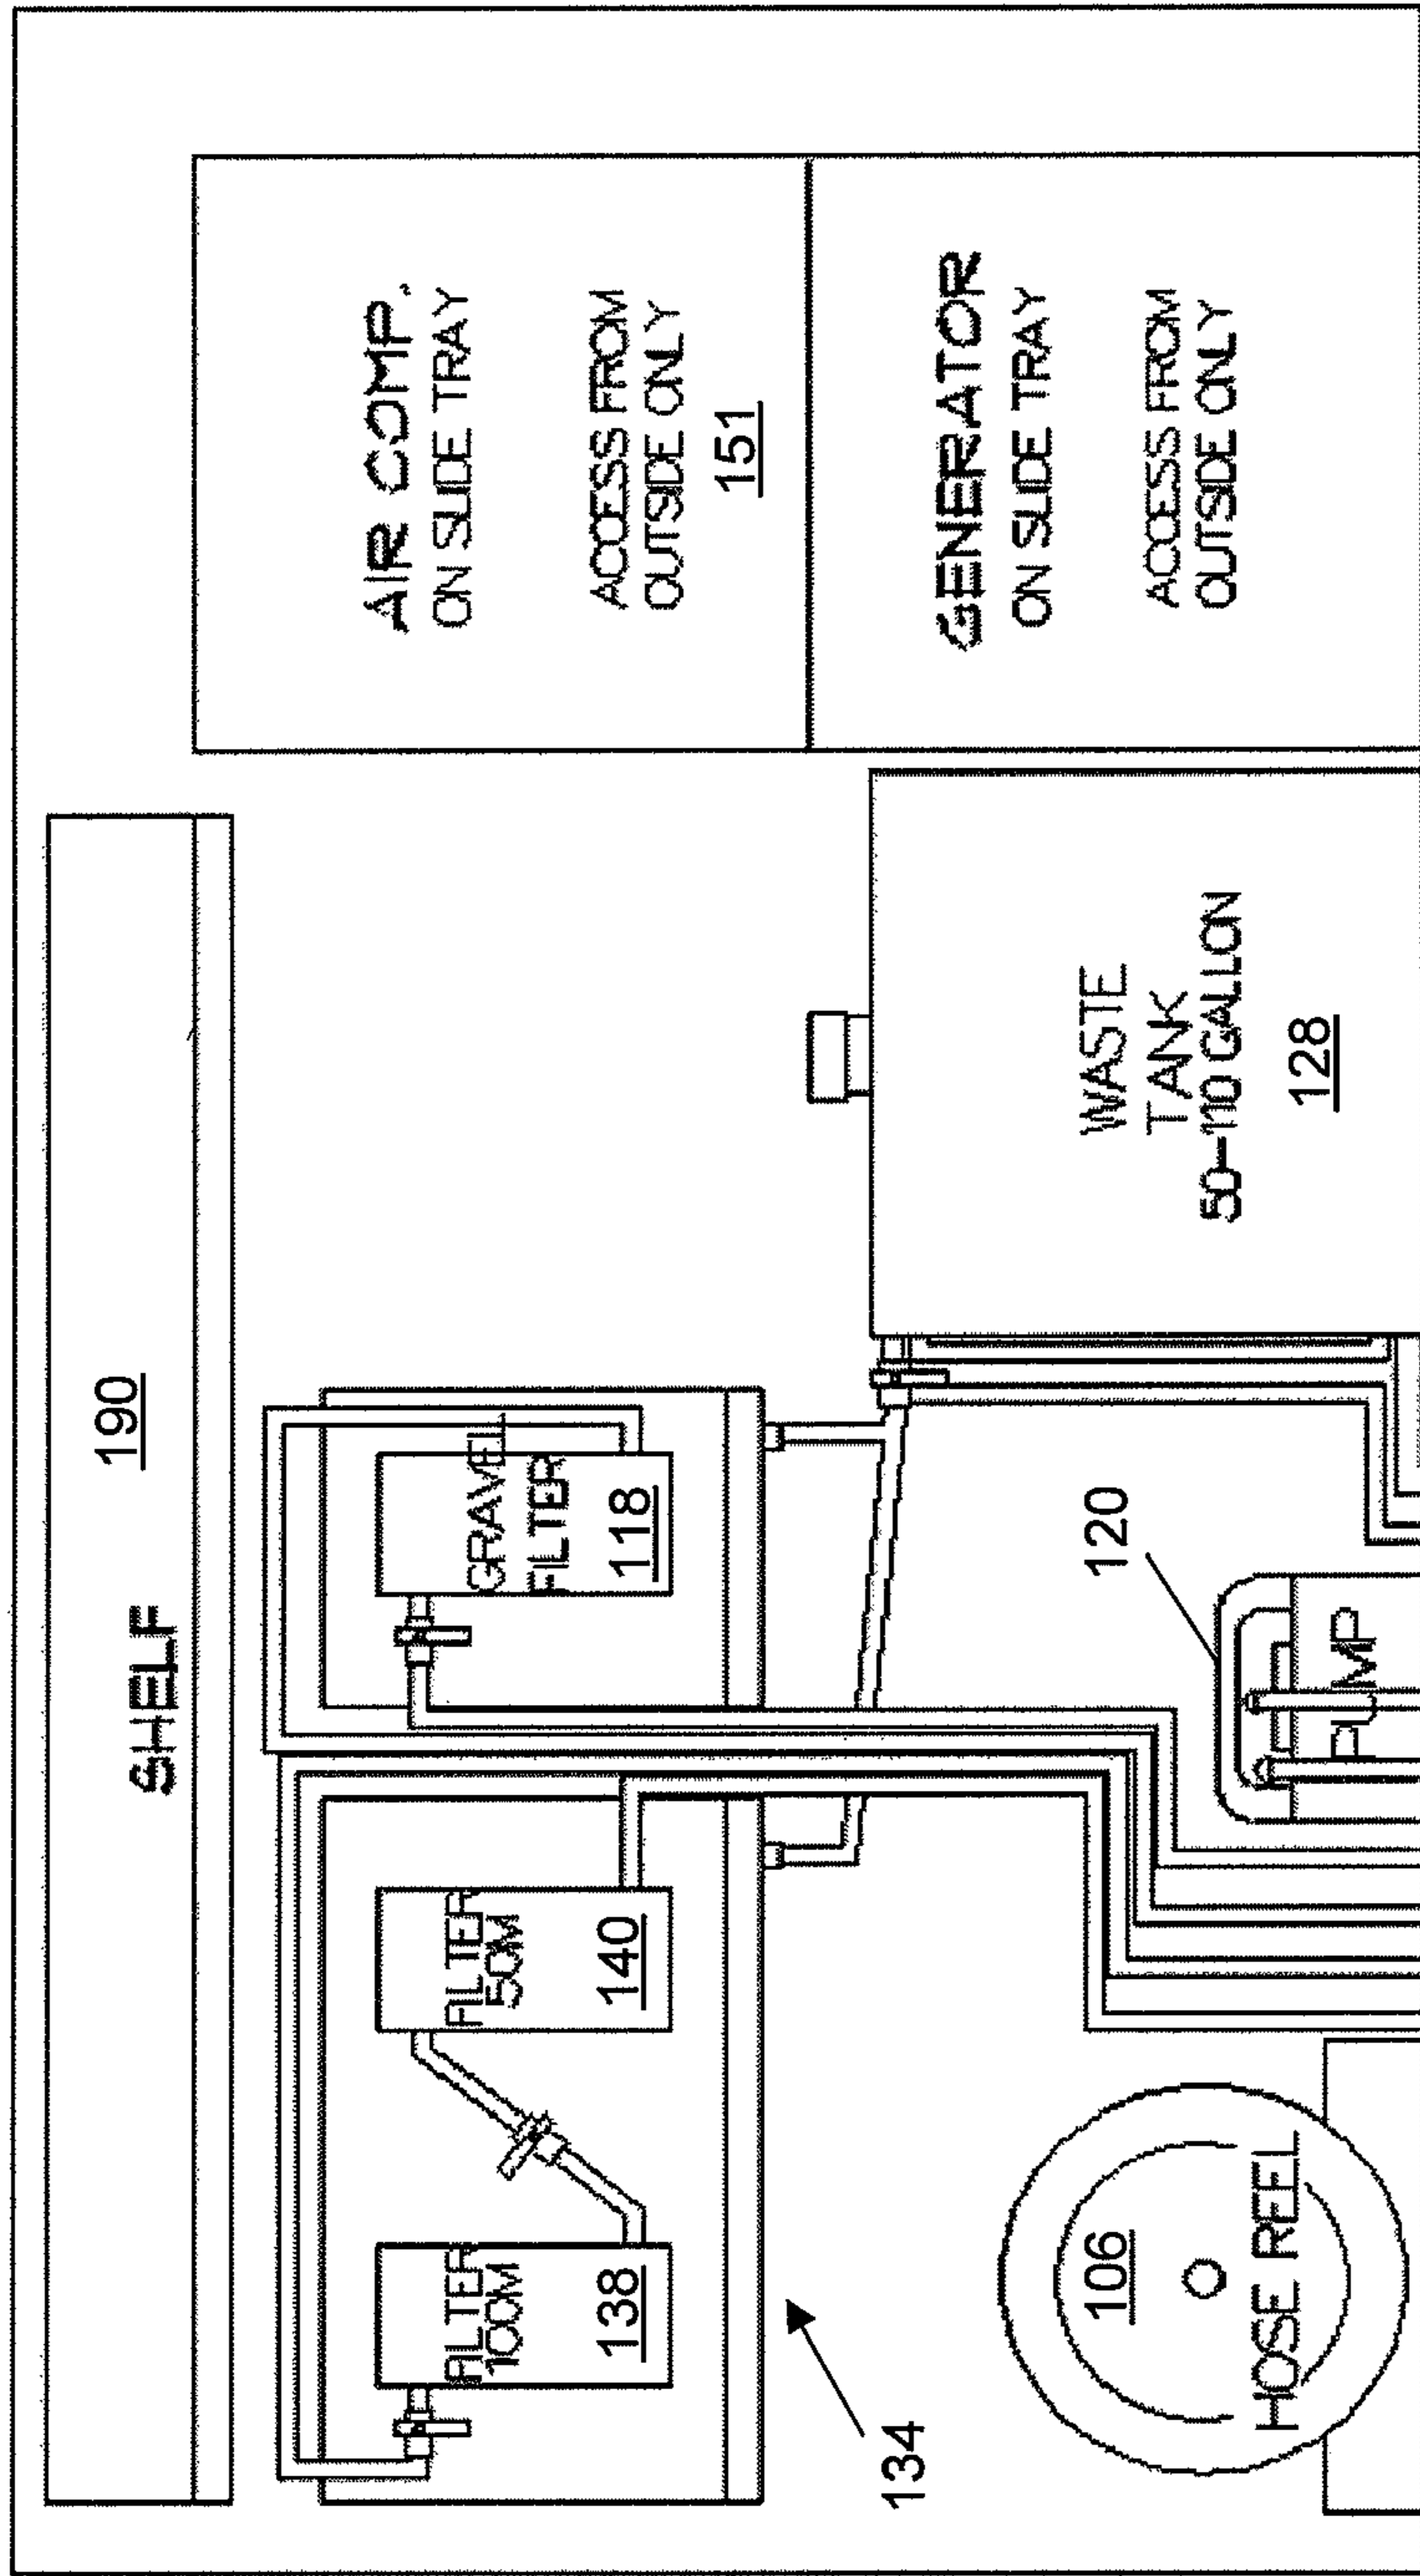 SHELF
190
AIR COMP.
ON SLIDE TRAY
ACCESS FROM
OUTSIDE ONLY
151
FILTER
100M
138
FILTER
50M
140
GRAVEL
FILTER
118
134
GENERATOR
ON SLIDE TRAY
ACCESS FROM
OUTSIDE ONLY
106
HOSE REEL
120
PUMP
WASTE
TANK
50-110 GALLON
128